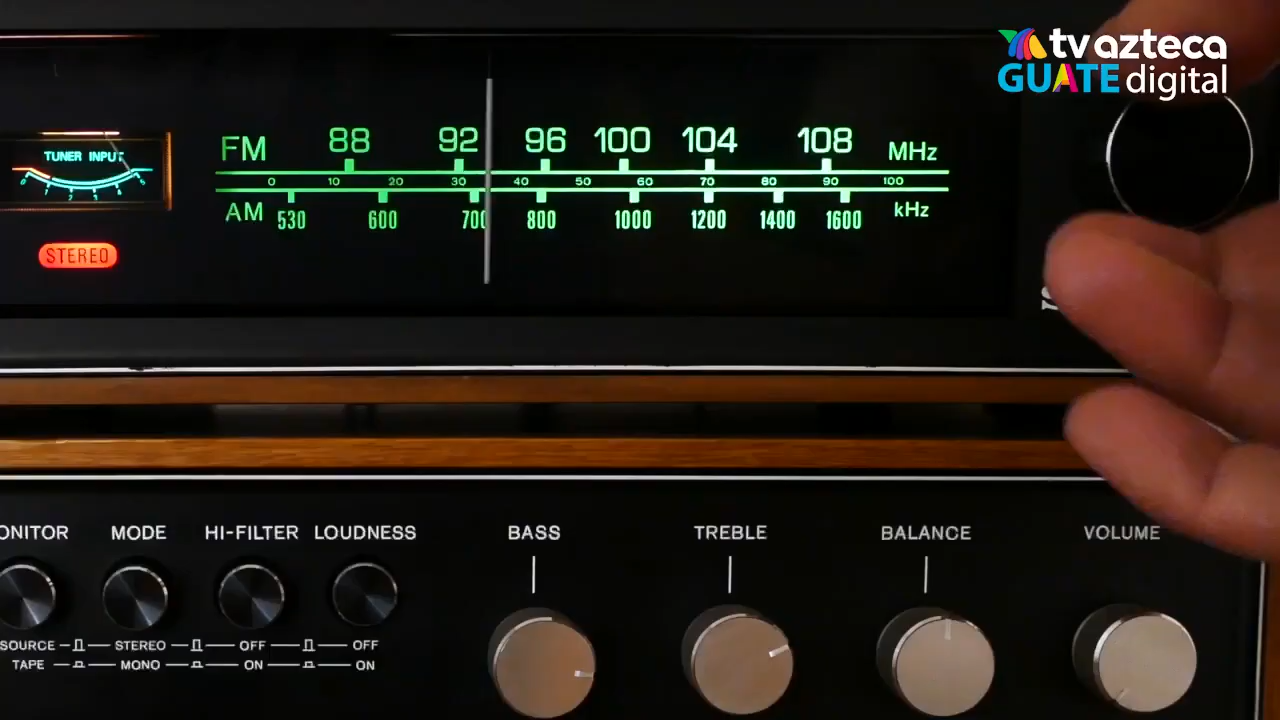 tv azteca
GUATE digital
TUNER INPUT
STEREO
FM 88 92 96 100 104 108 MHz
0 10 20 30 40 50 60 70 80 90 100
AM 530 600 700 800 1000 1200 1400 1600 kHz
ONITOR MODE HI-FILTER LOUDNESS BASS TREBLE BALANCE VOLUME
SOURCE STEREO OFF OFF
TAPE MONO ON ON